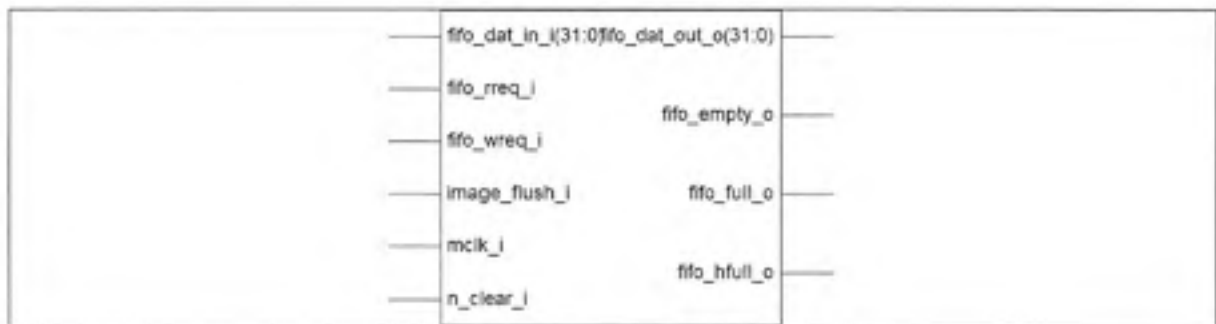 fifo_dat_in_i(31:0) fifo_dat_out_o(31:0)
fifo_rreq_i
fifo_empty_o
fifo_wreq_i
image_flush_i fifo_full_o
mclk_i
fifo_hfull_o
n_clear_i